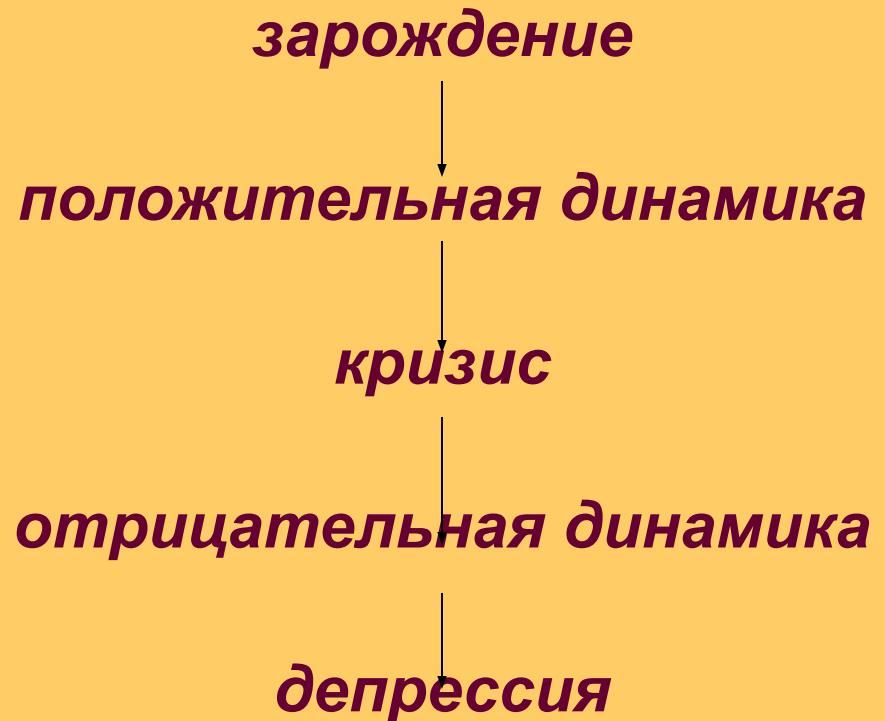 зарождение
положительная динамика
кризис
отрицательная динамика
депрессия